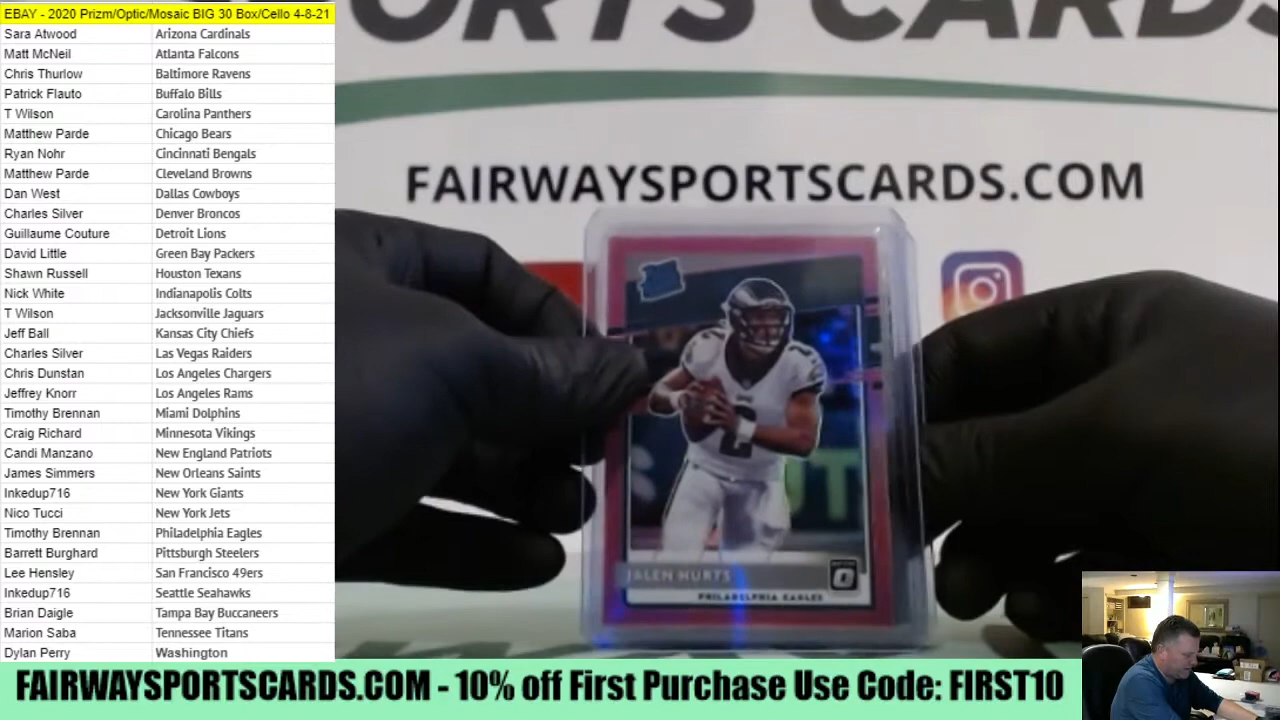 EBAY - 2020 Prizm/Optic/Mosaic BIG 30 Box/Cello 4-8-21
Sara Atwood Arizona Cardinals
Matt McNeil Atlanta Falcons
Chris Thurlow Baltimore Ravens
Patrick Flauto Buffalo Bills
T Wilson Carolina Panthers
Matthew Parde Chicago Bears
Ryan Nohr Cincinnati Bengals
Matthew Parde Cleveland Browns
Dan West Dallas Cowboys
Charles Silver Denver Broncos
Guillaume Couture Detroit Lions
David Little Green Bay Packers
Shawn Russell Houston Texans
Nick White Indianapolis Colts
T Wilson Jacksonville Jaguars
Jeff Ball Kansas City Chiefs
Charles Silver Las Vegas Raiders
Chris Dunstan Los Angeles Chargers
Jeffrey Knorr Los Angeles Rams
Timothy Brennan Miami Dolphins
Craig Richard Minnesota Vikings
Candi Manzano New England Patriots
James Simmers New Orleans Saints
Inkedup716 New York Giants
Nico Tucci New York Jets
Timothy Brennan Philadelphia Eagles
Barrett Burghard Pittsburgh Steelers
Lee Hensley San Francisco 49ers
Inkedup716 Seattle Seahawks
Brian Daigle Tampa Bay Buccaneers
Marion Saba Tennessee Titans
Dylan Perry Washington
ORTS CARDS
FAIRWAYSPORTSCARDS.COM
2
JALEN HURTS
PHILADELPHIA EAGLES
FAIRWAYSPORTSCARDS.COM - 10% off First Purchase Use Code: FIRST10